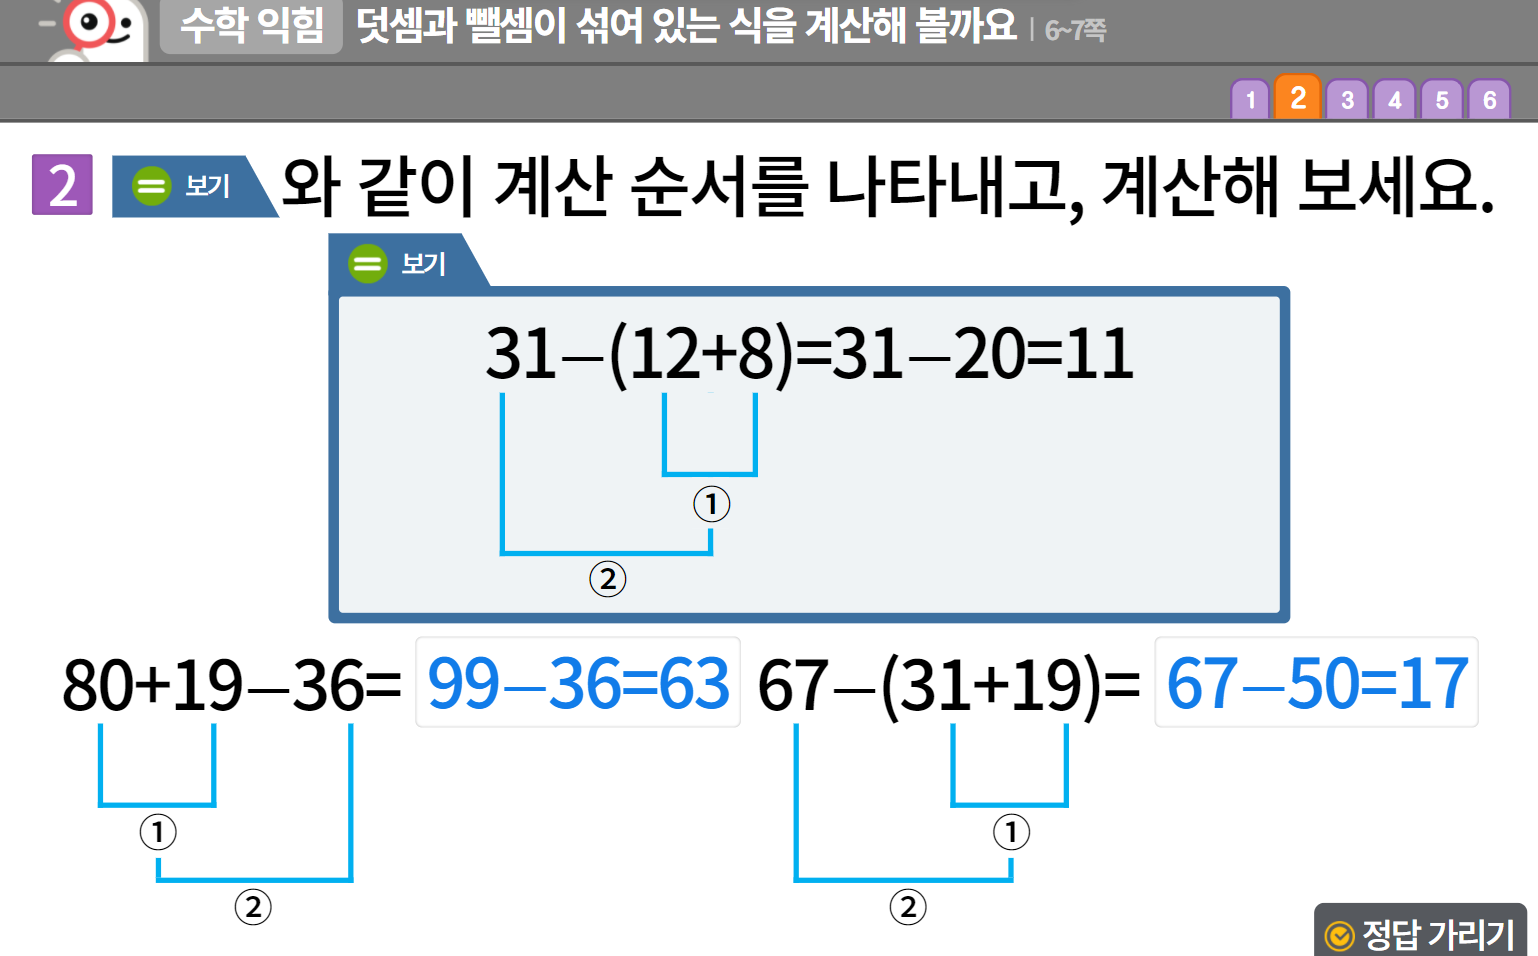 수학 익힘 덧셈과 뺄셈이 섞여 있는 식을 계산해 볼까요 | 6~7쪽
1 2 3 4 5 6
2 보기 와 같이 계산 순서를 나타내고, 계산해 보세요.
보기
31−(12+8)=31−20=11
①
②
80+19−36= 99−36=63 67−(31+19)= 67−50=17
① ①
② ②
정답 가리기